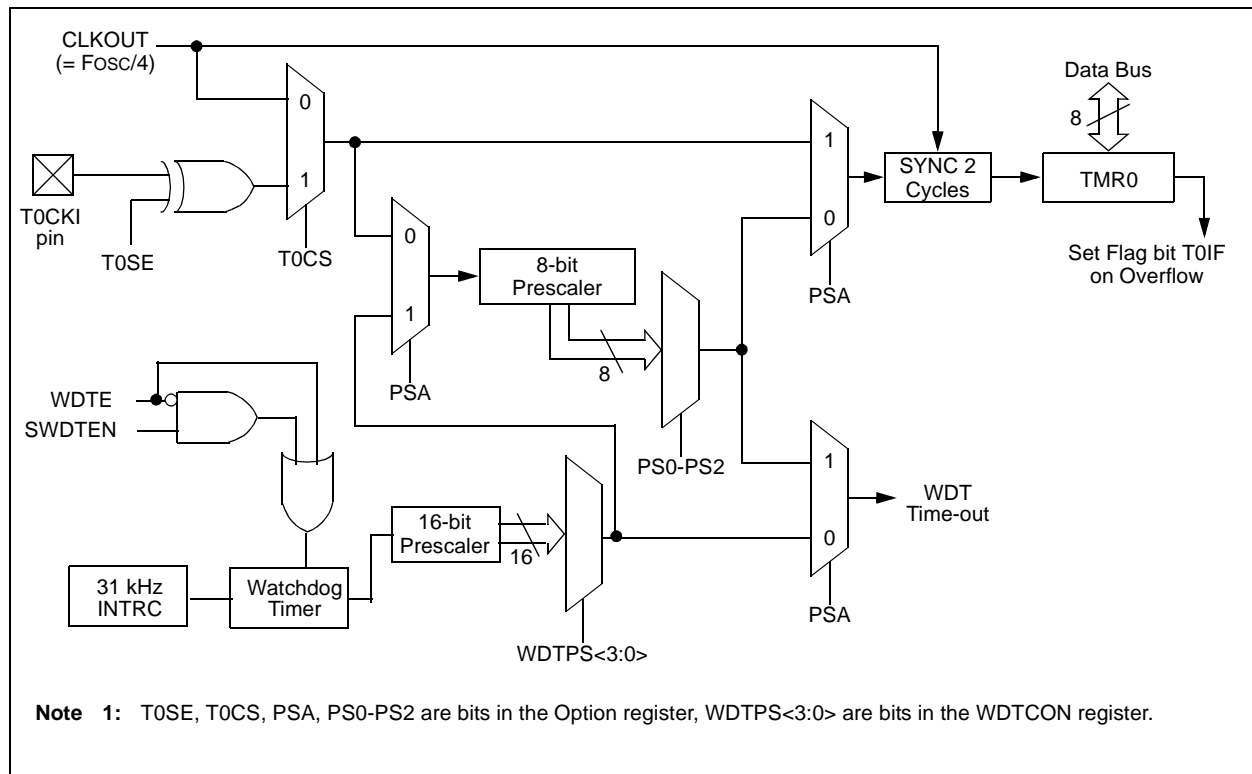 CLKOUT
(= FOSC/4)
0
1
T0CKI
pin
T0SE
T0CS
0
1
PSA
8-bit
Prescaler
8
PS0-PS2
1
0
PSA
SYNC 2
Cycles
Data Bus
8
TMR0
Set Flag bit T0IF
on Overflow
WDTE
SWDTEN
31 kHz
INTRC
Watchdog
Timer
16-bit
Prescaler
16
WDTPS<3:0>
1
0
PSA
WDT
Time-out
Note 1: T0SE, T0CS, PSA, PS0-PS2 are bits in the Option register, WDTPS<3:0> are bits in the WDTCON register.